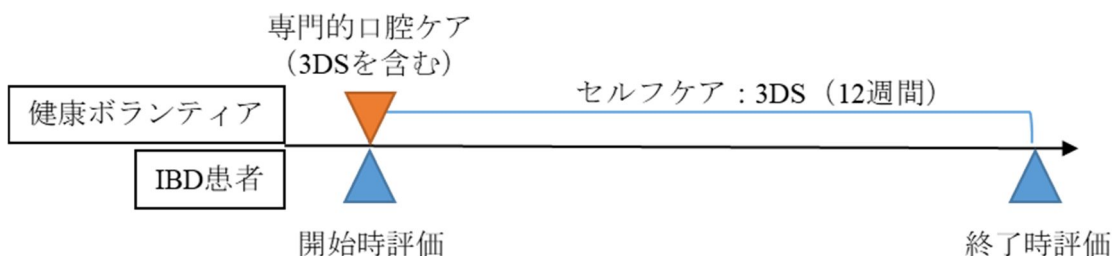 専門的口腔ケア
（3DSを含む）
セルフケア：3DS（12週間）
健康ボランティア
IBD患者
開始時評価
終了時評価